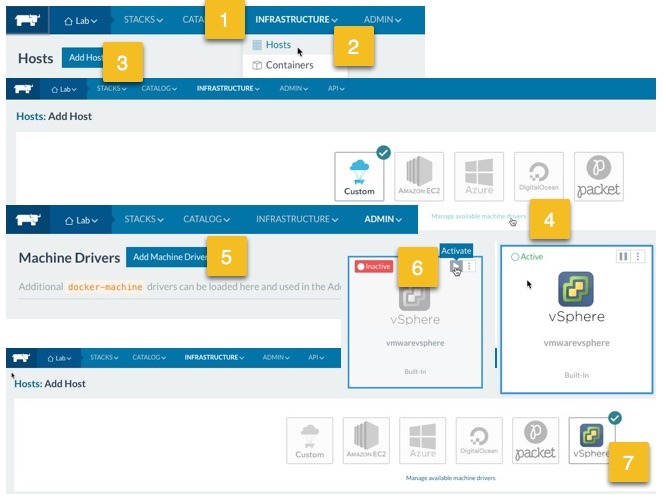 Lab STACKS CATA 1 INFRASTRUCTURE ADMIN
Hosts Add Host 3
Hosts 2
Containers
Lab STACKS CATALOG INFRASTRUCTURE ADMIN API
Hosts: Add Host
Custom AMAZON EC2 Azure DigitalOcean packet
Manage available machine drivers 4
Lab STACKS CATALOG INFRASTRUCTURE ADMIN
Machine Drivers Add Machine Driver 5
Additional docker-machine drivers can be loaded here and used in the Add
Activate
Inactive 6
vSphere
vmwarevsphere
Built-In
Active
vSphere
vmwarevsphere
Built-In
Lab STACKS CATALOG INFRASTRUCTURE ADMIN API
Hosts: Add Host
Custom AMAZON EC2 Azure DigitalOcean packet vSphere 7
Manage available machine drivers